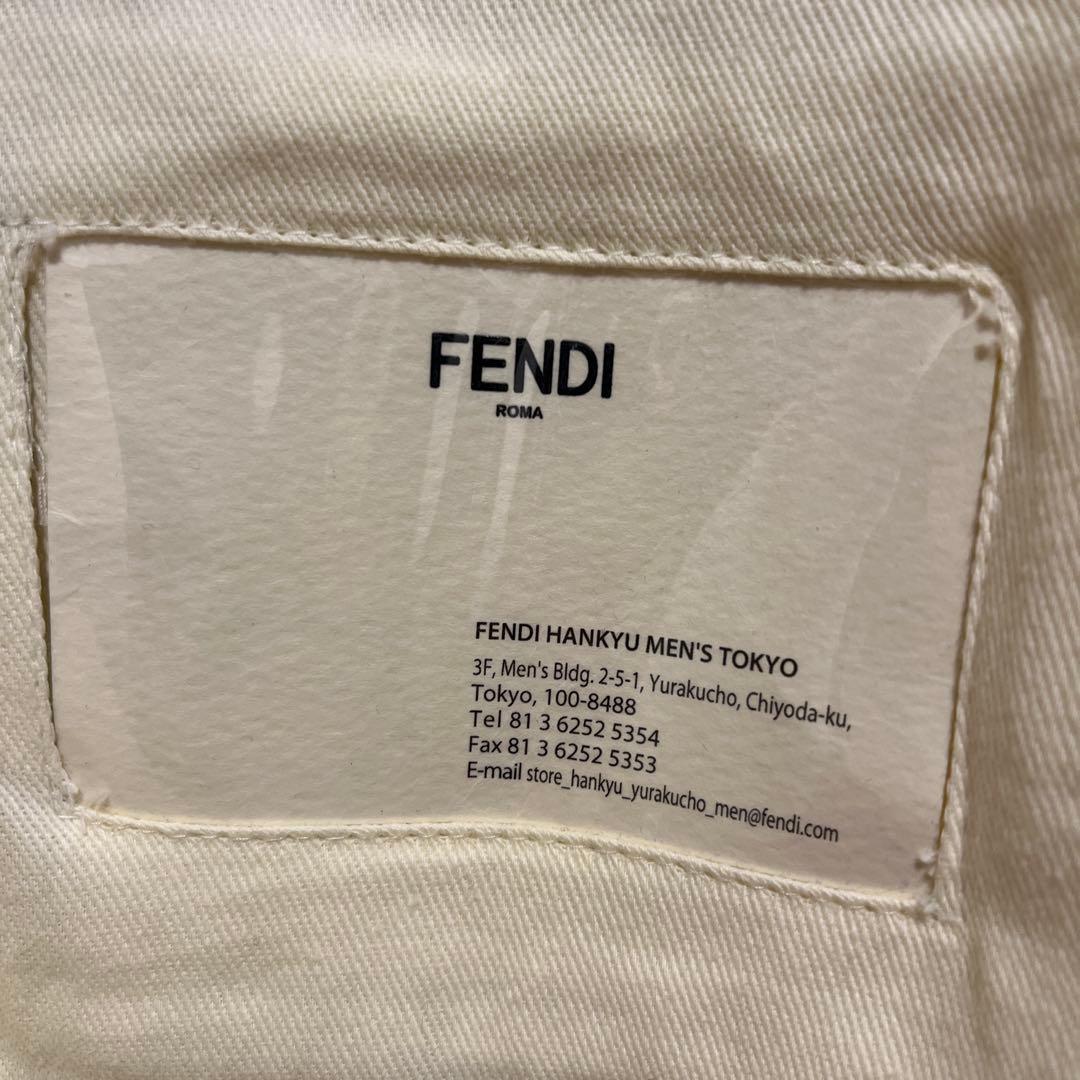 FENDI
ROMA
FENDI HANKYU MEN'S TOKYO
3F, Men's Bldg. 2-5-1, Yurakucho, Chiyoda-ku,
Tokyo, 100-8488
Tel 81 3 6252 5354
Fax 81 3 6252 5353
E-mail store_hankyu_yurakucho_men@fendi.com